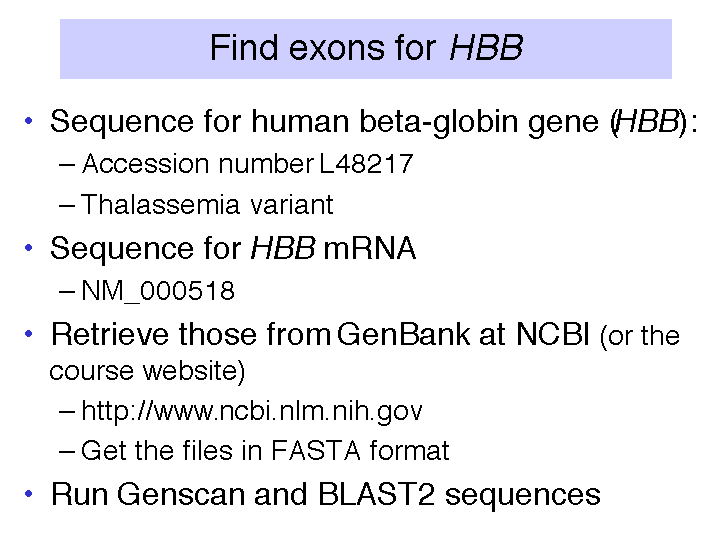 Find exons for HBB
• Sequence for human beta-globin gene (HBB):
– Accession number L48217
– Thalassemia variant
• Sequence for HBB mRNA
– NM_000518
• Retrieve those from GenBank at NCBI (or the
course website)
– http://www.ncbi.nlm.nih.gov
– Get the files in FASTA format
• Run Genscan and BLAST2 sequences